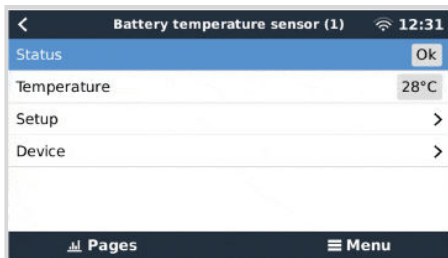 Battery temperature sensor (1) 12:31
Status Ok
Temperature 28°C
Setup
Device
Pages Menu